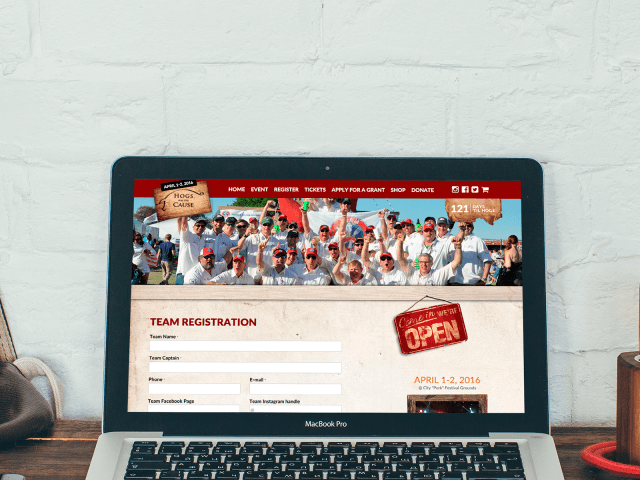 APRIL 1-2, 2016
HOGS
FOR THE
CAUSE
HOME EVENT REGISTER TICKETS APPLY FOR A GRANT SHOP DONATE
121 DAYS
TIL HOGS
TEAM REGISTRATION
Team Name *
Team Captain *
Phone * E-mail *
Team Facebook Page Team Instagram handle
Come in WE'RE
OPEN
APRIL 1-2, 2016
@ City "Pork" Festival Grounds
MacBook Pro